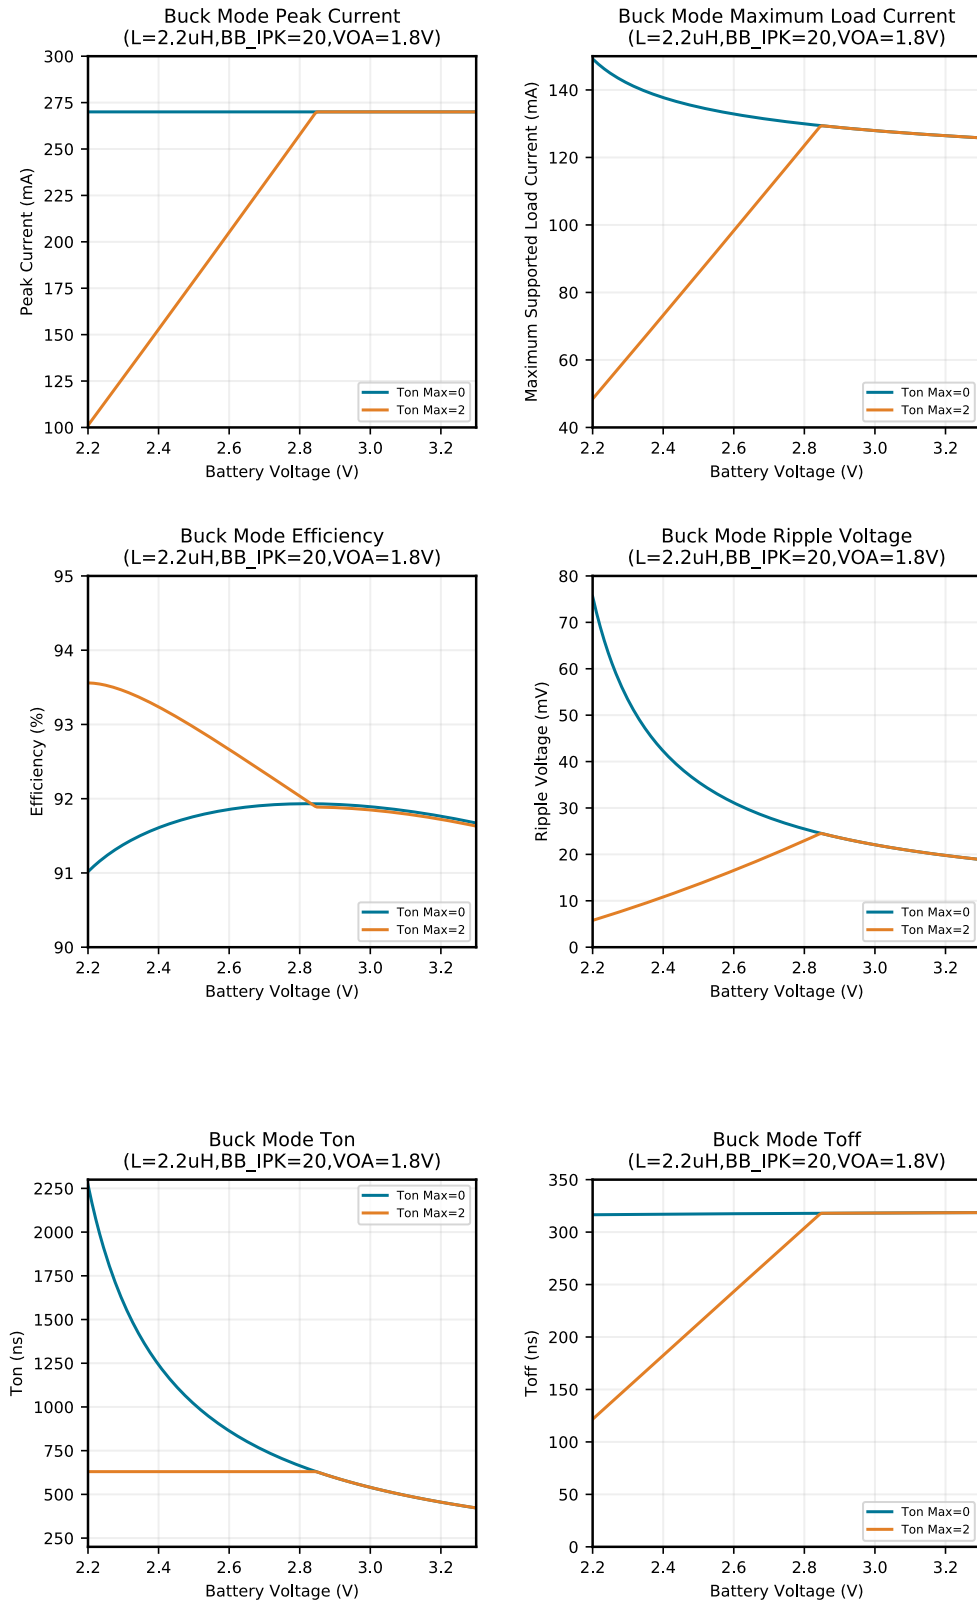 Buck Mode Peak Current
(L=2.2uH,BB_IPK=20,VOA=1.8V)
300
275
250
225
200
175
150
125
100
Peak Current (mA)
Ton Max=0
Ton Max=2
2.2 2.4 2.6 2.8 3.0 3.2
Battery Voltage (V)
Buck Mode Maximum Load Current
(L=2.2uH,BB_IPK=20,VOA=1.8V)
140
120
100
80
60
40
Maximum Supported Load Current (mA)
Ton Max=0
Ton Max=2
2.2 2.4 2.6 2.8 3.0 3.2
Battery Voltage (V)
Buck Mode Efficiency
(L=2.2uH,BB_IPK=20,VOA=1.8V)
95
94
93
92
91
90
Efficiency (%)
Ton Max=0
Ton Max=2
2.2 2.4 2.6 2.8 3.0 3.2
Battery Voltage (V)
Buck Mode Ripple Voltage
(L=2.2uH,BB_IPK=20,VOA=1.8V)
80
70
60
50
40
30
20
10
0
Ripple Voltage (mV)
Ton Max=0
Ton Max=2
2.2 2.4 2.6 2.8 3.0 3.2
Battery Voltage (V)
Buck Mode Ton
(L=2.2uH,BB_IPK=20,VOA=1.8V)
2250
2000
1750
1500
1250
1000
750
500
250
Ton (ns)
Ton Max=0
Ton Max=2
2.2 2.4 2.6 2.8 3.0 3.2
Battery Voltage (V)
Buck Mode Toff
(L=2.2uH,BB_IPK=20,VOA=1.8V)
350
300
250
200
150
100
50
0
Toff (ns)
Ton Max=0
Ton Max=2
2.2 2.4 2.6 2.8 3.0 3.2
Battery Voltage (V)